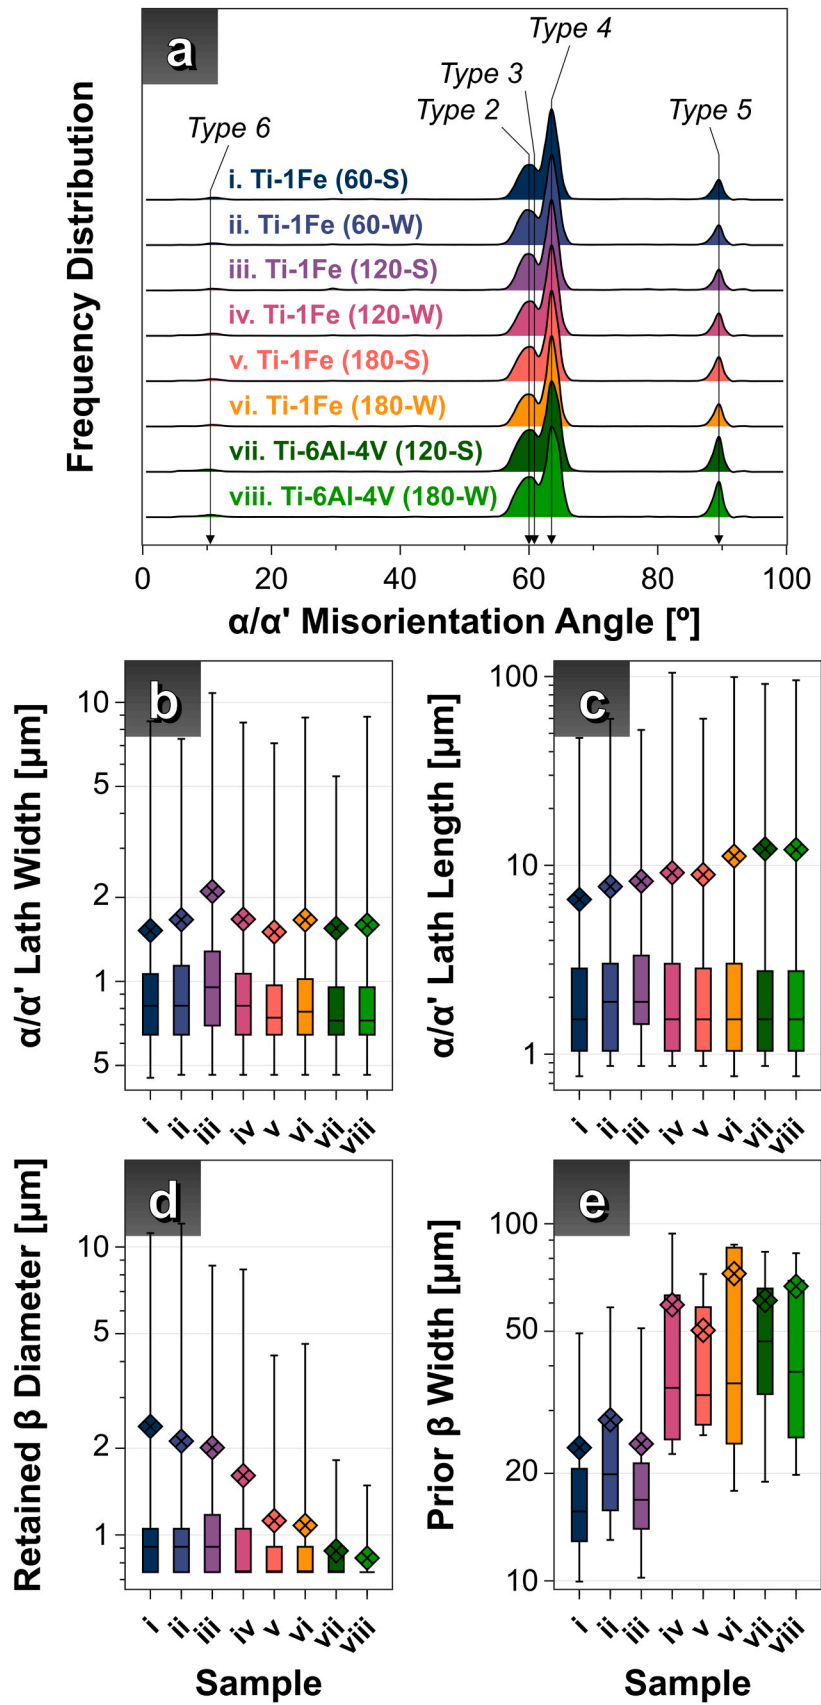 a
Type 4
Type 3
Type 2
Type 5
Type 6
i. Ti-1Fe (60-S)
ii. Ti-1Fe (60-W)
iii. Ti-1Fe (120-S)
iv. Ti-1Fe (120-W)
v. Ti-1Fe (180-S)
vi. Ti-1Fe (180-W)
vii. Ti-6Al-4V (120-S)
viii. Ti-6Al-4V (180-W)
Frequency Distribution
0 20 40 60 80 100
α/α' Misorientation Angle [º]
b
α/α' Lath Width [µm]
10
5
2
1
5
i ii iii iv v vi vii viii
c
α/α' Lath Length [µm]
100
10
1
i ii iii iv v vi vii viii
d
Retained β Diameter [µm]
10
5
2
1
i ii iii iv v vi vii viii
Sample
e
Prior β Width [µm]
100
50
20
10
i ii iii iv v vi vii viii
Sample